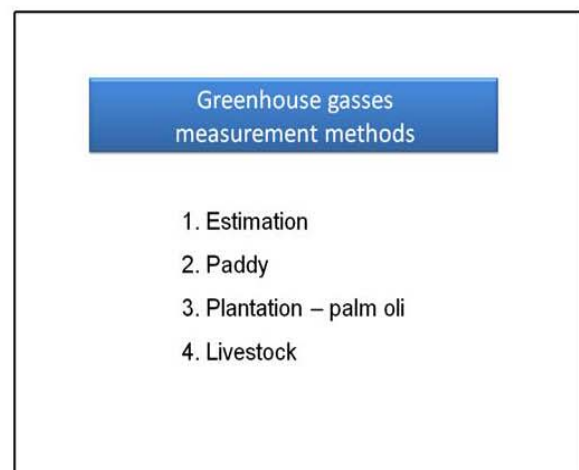 Greenhouse gasses
measurement methods
1. Estimation
2. Paddy
3. Plantation – palm oli
4. Livestock